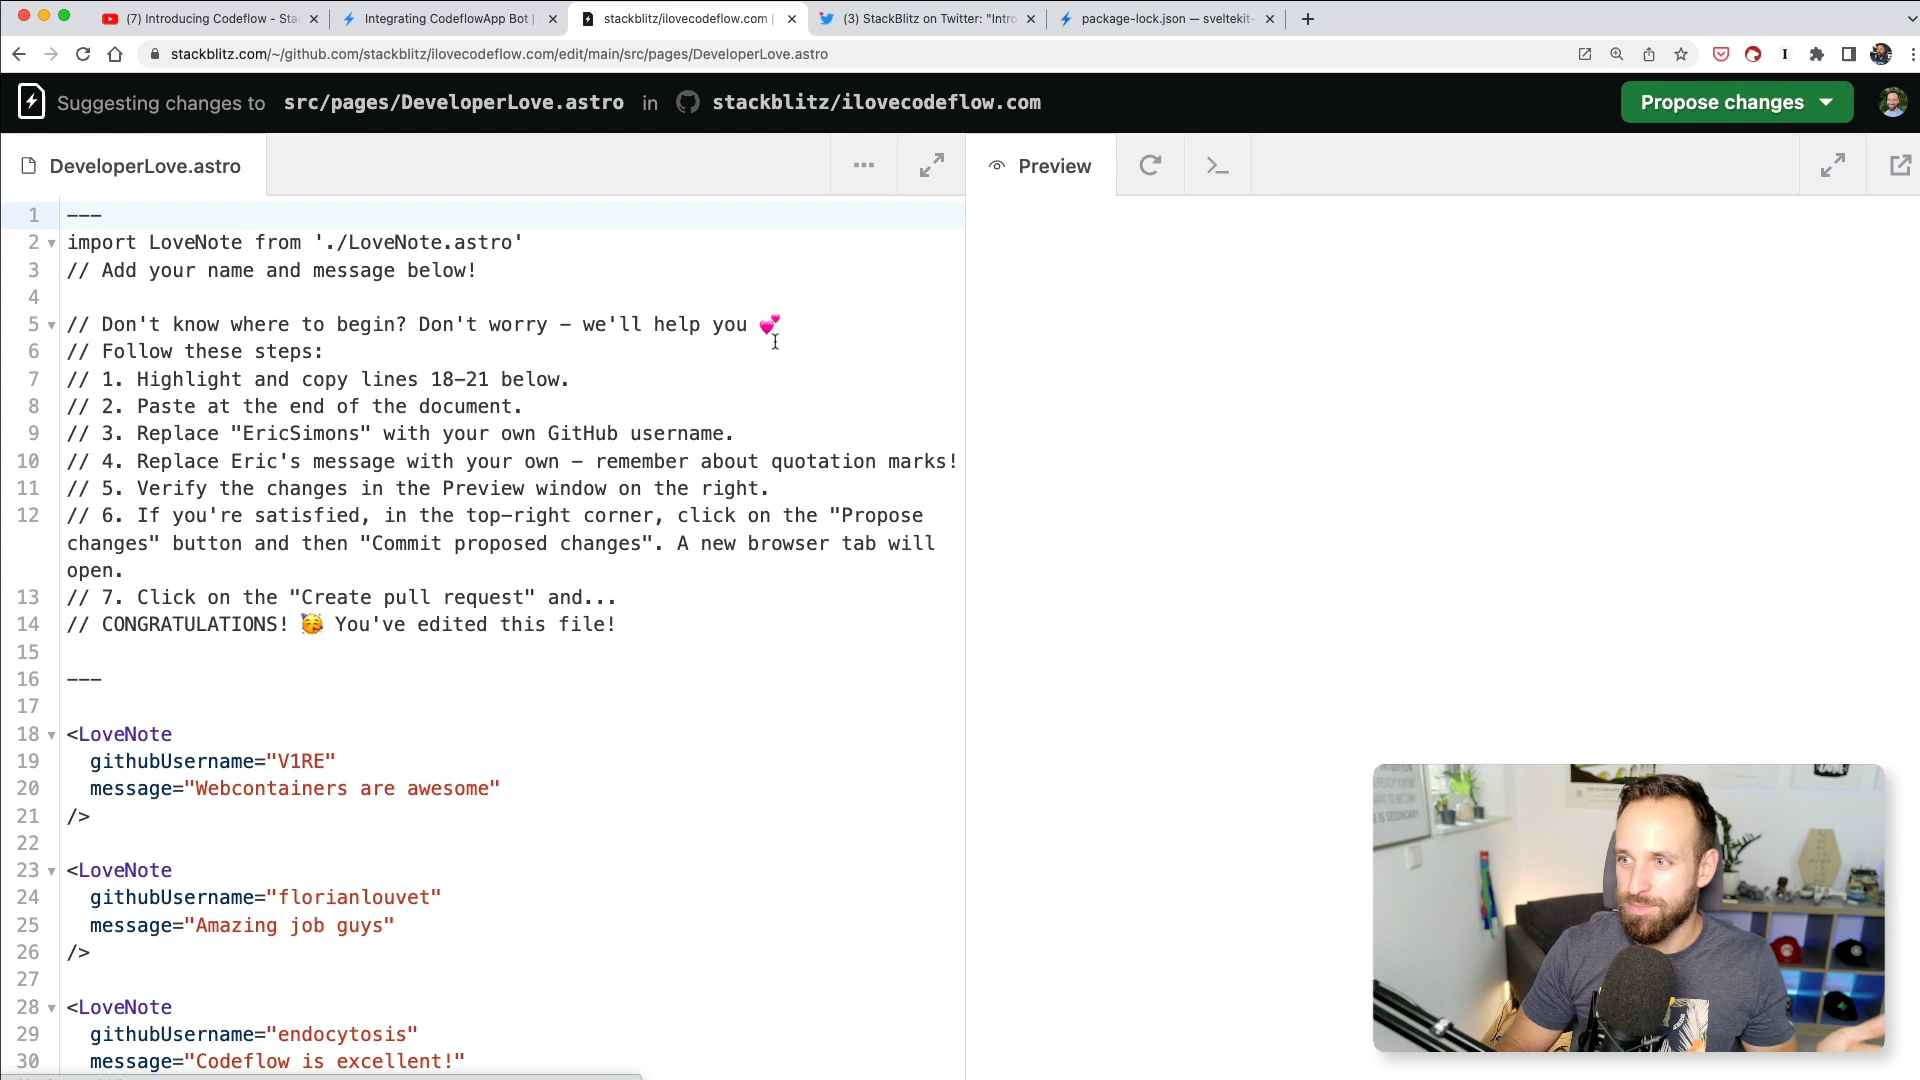 (7) Introducing Codeflow - Sta
Integrating CodeflowApp Bot |
stackblitz/ilovecodeflow.com |
(3) StackBlitz on Twitter: "Intro
package-lock.json — sveltekit-
stackblitz.com/~/github.com/stackblitz/ilovecodeflow.com/edit/main/src/pages/DeveloperLove.astro
Suggesting changes to src/pages/DeveloperLove.astro in stackblitz/ilovecodeflow.com
Propose changes
DeveloperLove.astro
Preview
1 ---
2 import LoveNote from './LoveNote.astro'
3 // Add your name and message below!
4
5 // Don't know where to begin? Don't worry – we'll help you 💕
6 // Follow these steps:
7 // 1. Highlight and copy lines 18–21 below.
8 // 2. Paste at the end of the document.
9 // 3. Replace "EricSimons" with your own GitHub username.
10 // 4. Replace Eric's message with your own – remember about quotation marks!
11 // 5. Verify the changes in the Preview window on the right.
12 // 6. If you're satisfied, in the top-right corner, click on the "Propose
changes" button and then "Commit proposed changes". A new browser tab will
open.
13 // 7. Click on the "Create pull request" and...
14 // CONGRATULATIONS! 🥳 You've edited this file!
15
16 ---
17
18 <LoveNote
19 githubUsername="V1RE"
20 message="Webcontainers are awesome"
21 />
22
23 <LoveNote
24 githubUsername="florianlouvet"
25 message="Amazing job guys"
26 />
27
28 <LoveNote
29 githubUsername="endocytosis"
30 message="Codeflow is excellent!"